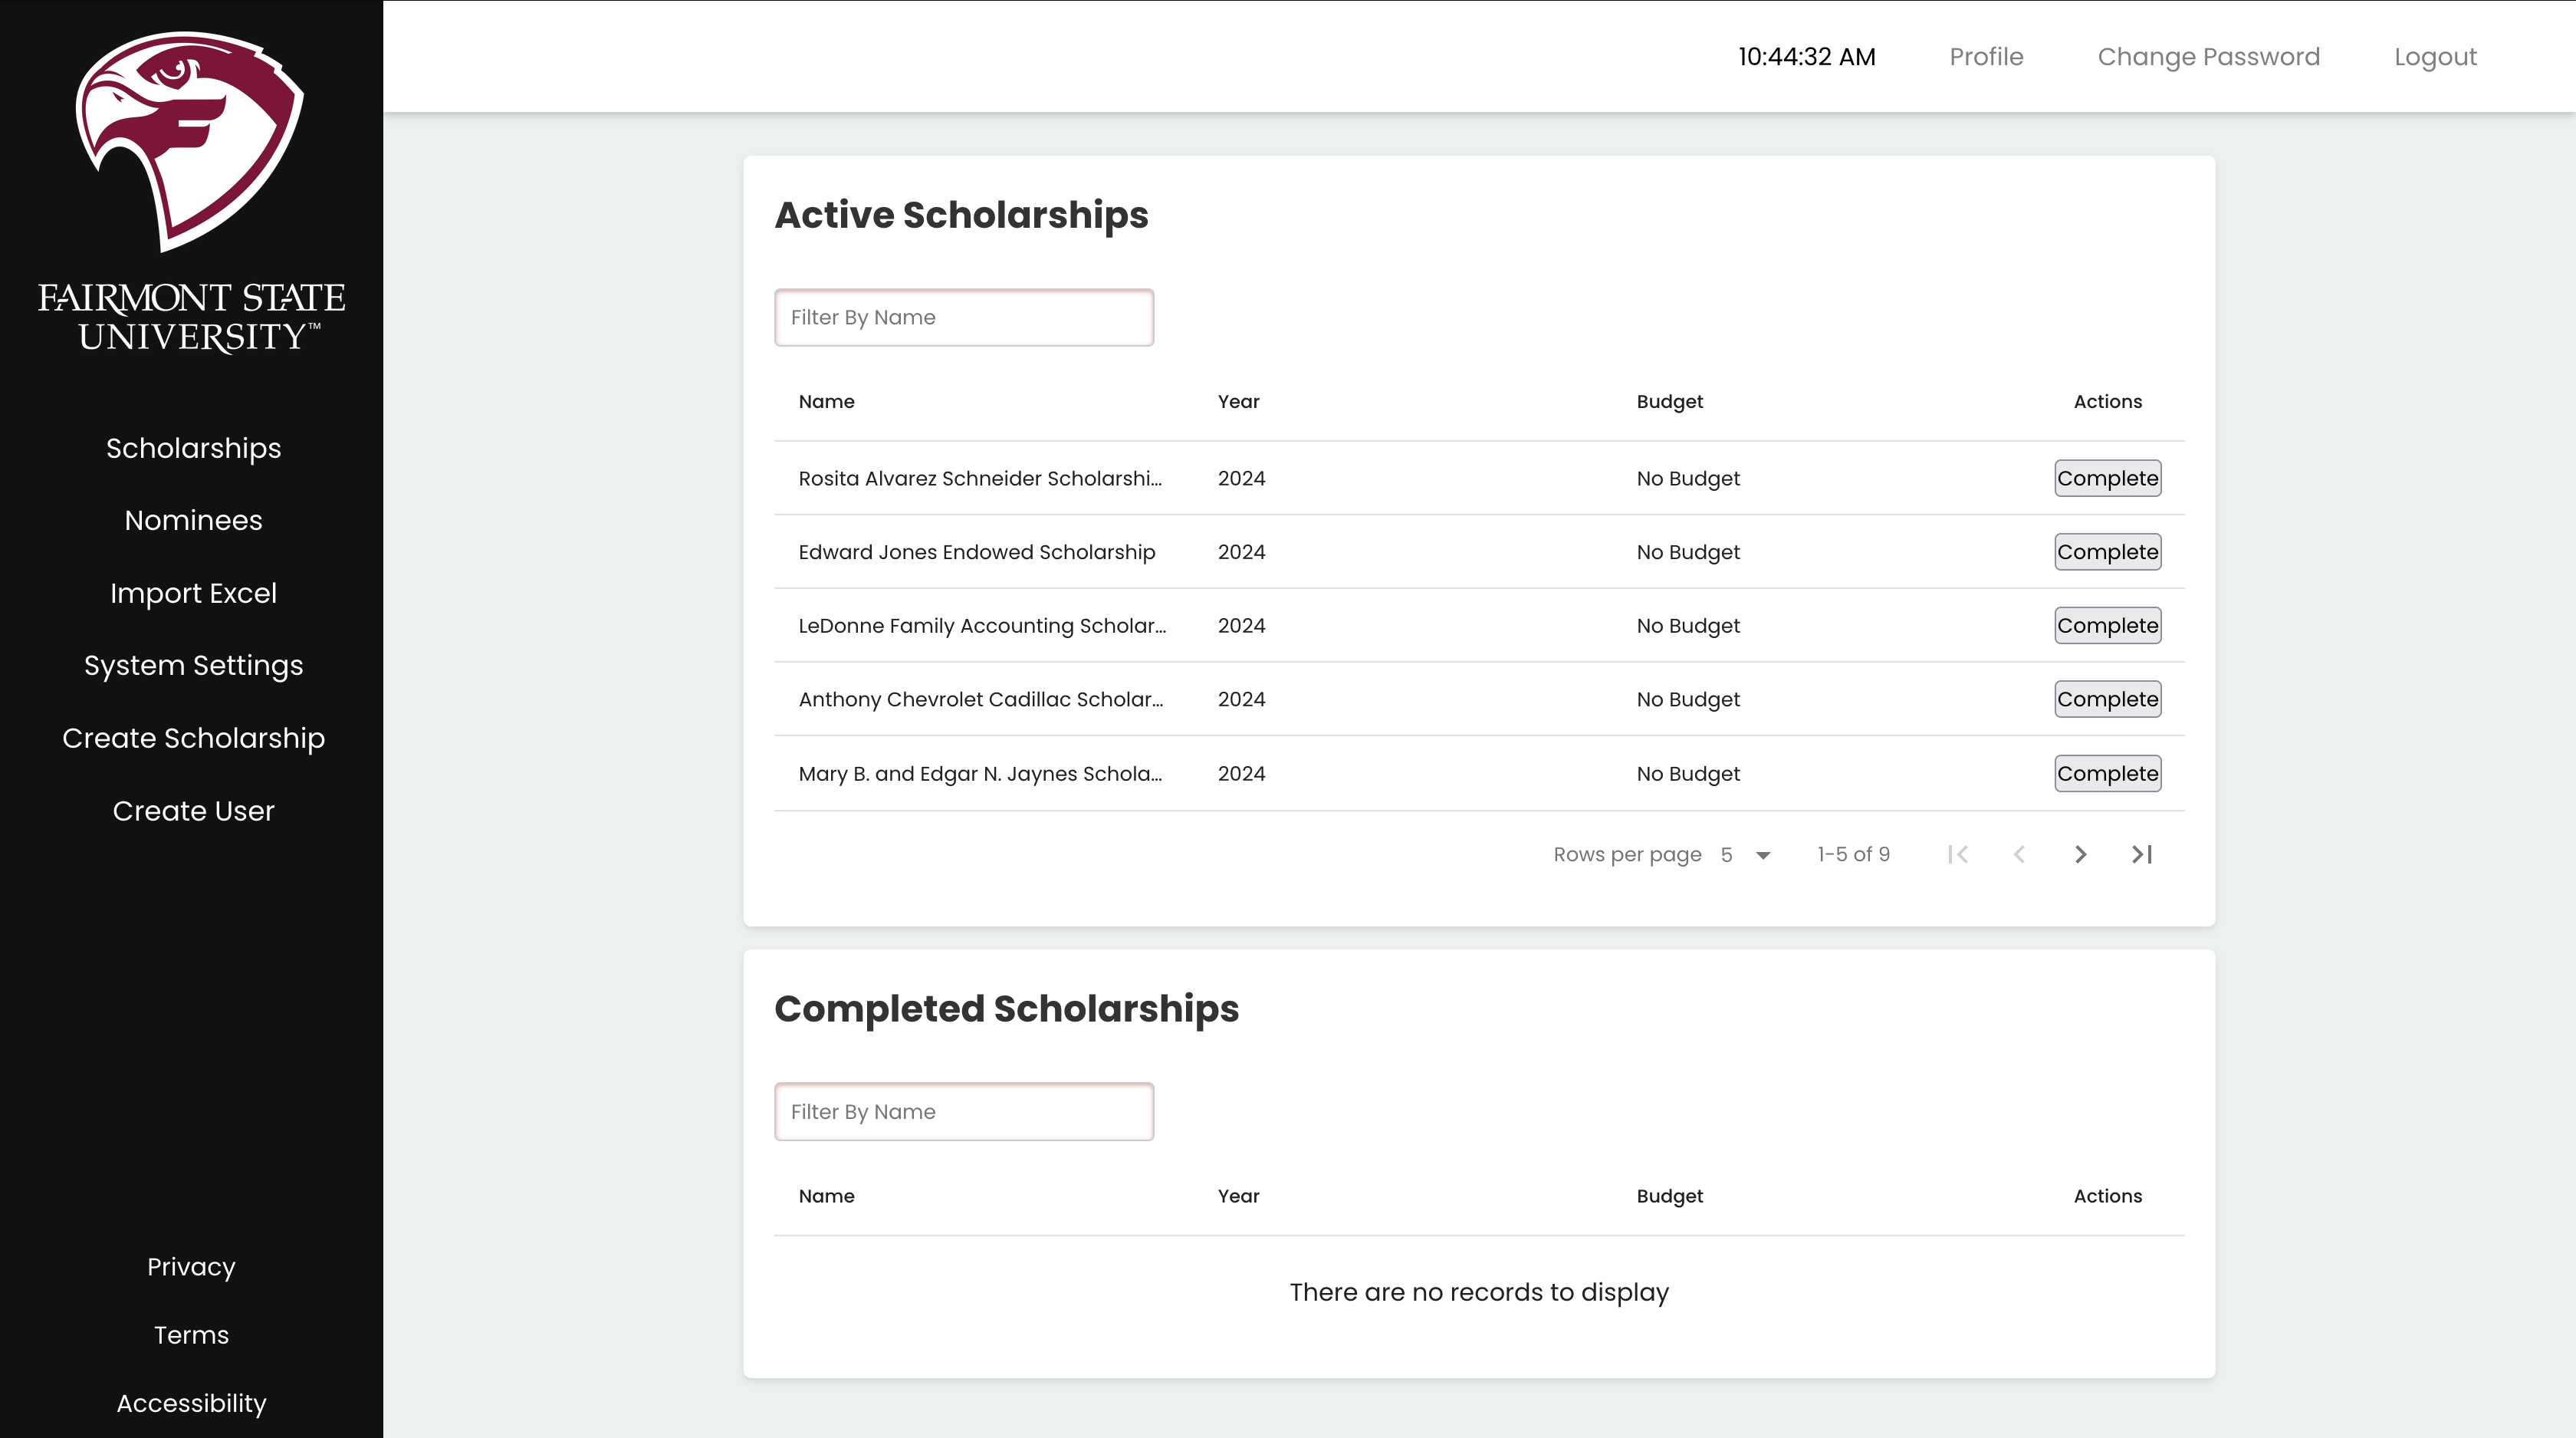 FAIRMONT STATE
UNIVERSITY™
Scholarships
Nominees
Import Excel
System Settings
Create Scholarship
Create User
Privacy
Terms
Accessibility
10:44:32 AM Profile Change Password Logout
Active Scholarships
Filter By Name
Name Year Budget Actions
Rosita Alvarez Schneider Scholarshi... 2024 No Budget Complete
Edward Jones Endowed Scholarship 2024 No Budget Complete
LeDonne Family Accounting Scholar... 2024 No Budget Complete
Anthony Chevrolet Cadillac Scholar... 2024 No Budget Complete
Mary B. and Edgar N. Jaynes Schola... 2024 No Budget Complete
Rows per page 5 1-5 of 9
Completed Scholarships
Filter By Name
Name Year Budget Actions
There are no records to display